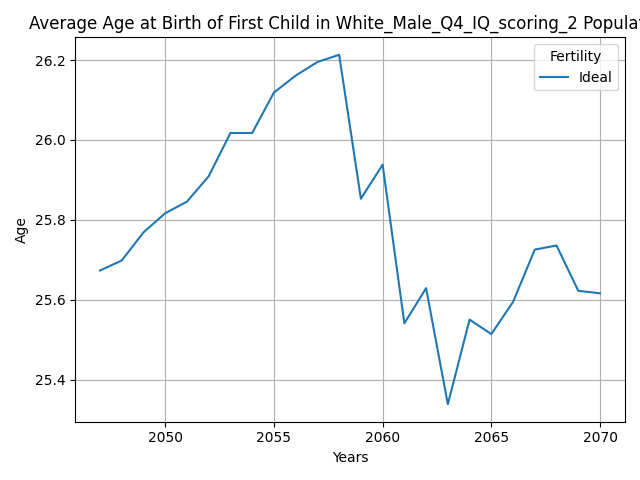 Average Age at Birth of First Child in White_Male_Q4_IQ_scoring_2 Populat
Fertility
Ideal
26.2
26.0
25.8
25.6
25.4
Age
2050 2055 2060 2065 2070
Years